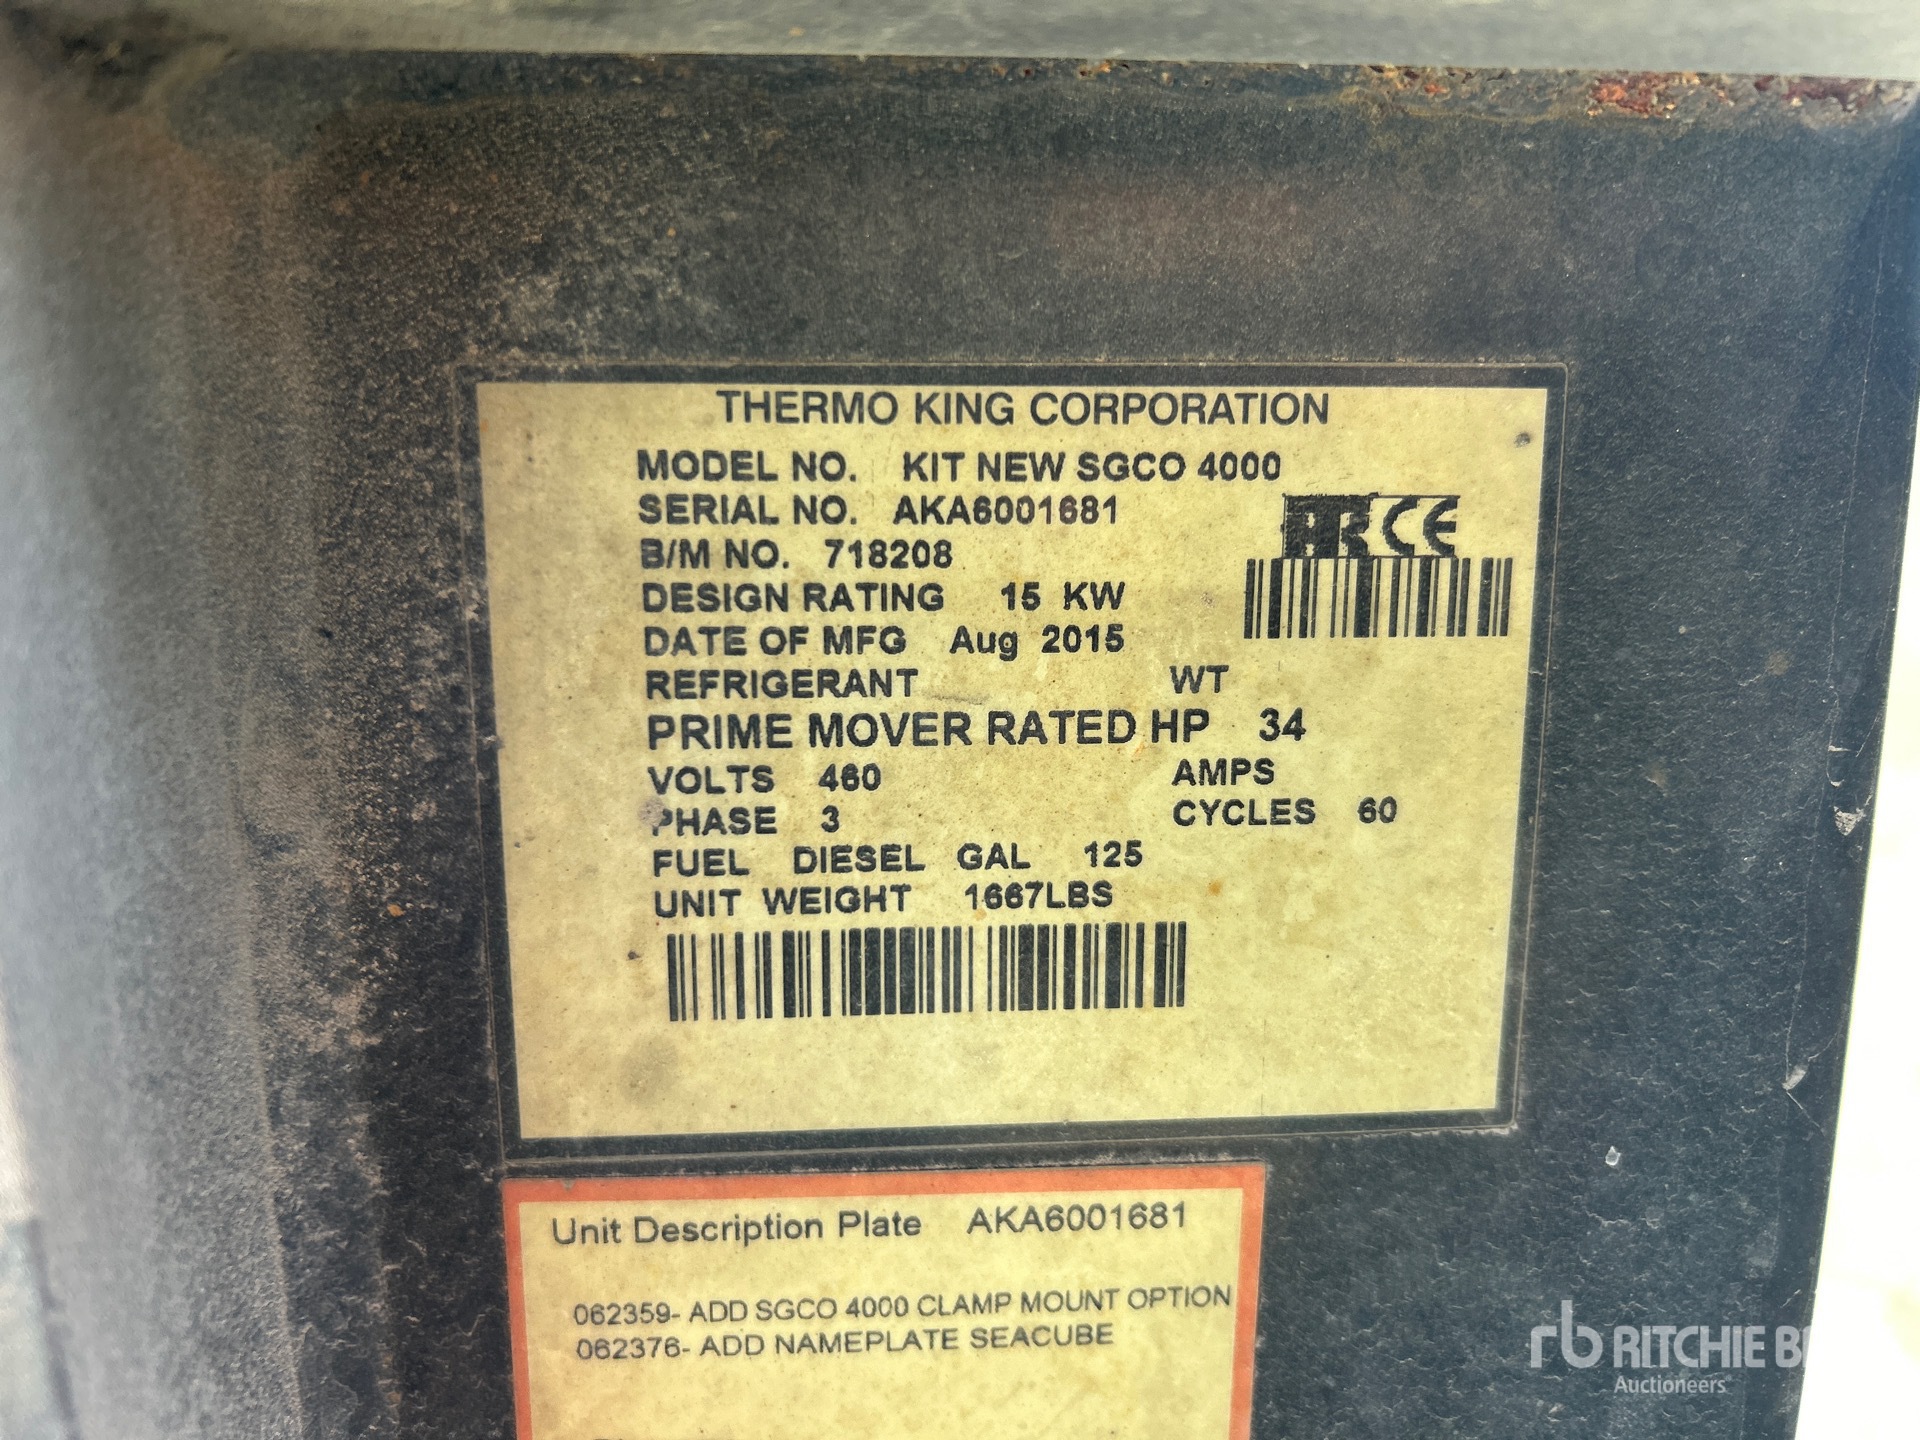 THERMO KING CORPORATION
MODEL NO. KIT NEW SGCO 4000
SERIAL NO. AKA6001681
B/M NO. 718208
DESIGN RATING 15 KW
DATE OF MFG Aug 2015
REFRIGERANT WT
PRIME MOVER RATED HP 34
VOLTS 460 AMPS
PHASE 3 CYCLES 60
FUEL DIESEL GAL 125
UNIT WEIGHT 1667LBS
CE
Unit Description Plate AKA6001681
062359- ADD SGCO 4000 CLAMP MOUNT OPTION
062376- ADD NAMEPLATE SEACUBE
rb RITCHIE B
Auctioneers